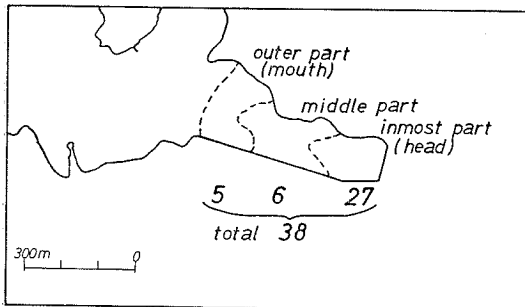 outer part
(mouth)
middle part
inmost part
(head)
5 6 27
total 38
300m 0